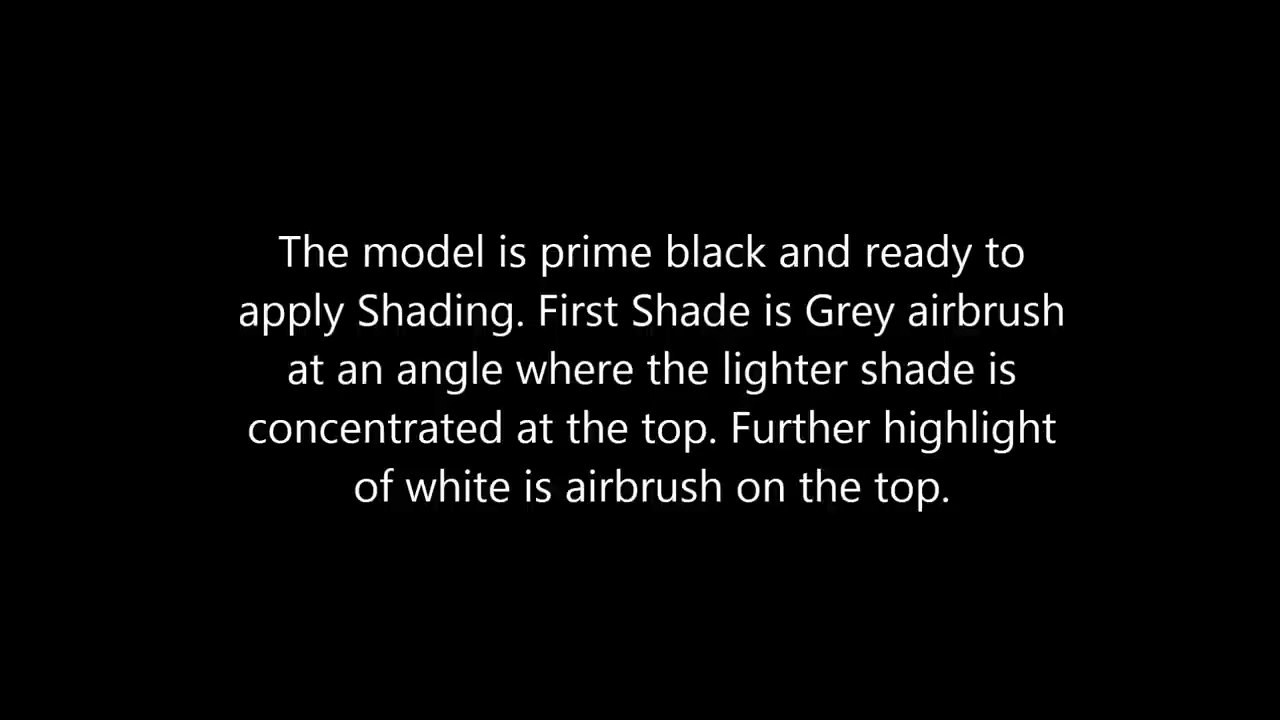 The model is prime black and ready to
apply Shading. First Shade is Grey airbrush
at an angle where the lighter shade is
concentrated at the top. Further highlight
of white is airbrush on the top.